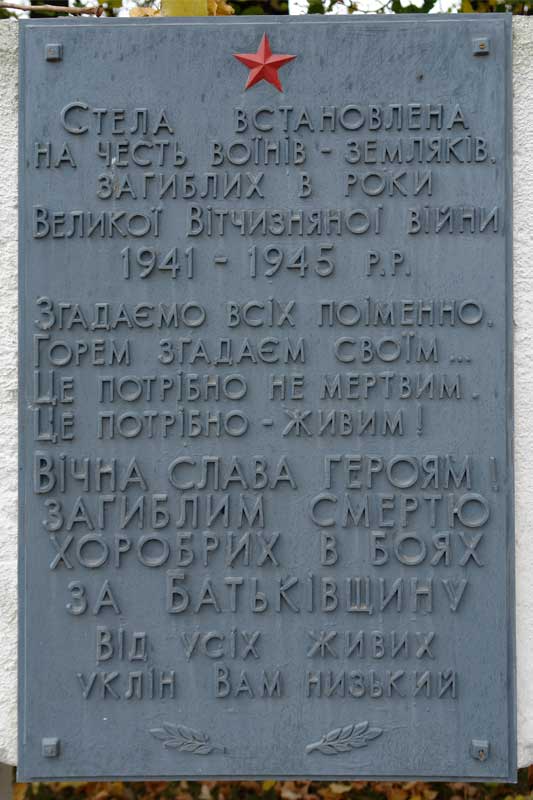 Стела встановлена
на честь воїнів - земляків,
загиблих в роки
Великої Вітчизняної війни
1941 - 1945 р.р.
Згадаємо всіх поіменно,
Горем згадаєм своїм ...
Це потрібно не мертвим.
Це потрібно - живим!
Вічна слава героям!
загиблим смертю
хоробрих в боях
за Батьківщину
Від усіх живих
уклін Вам низький